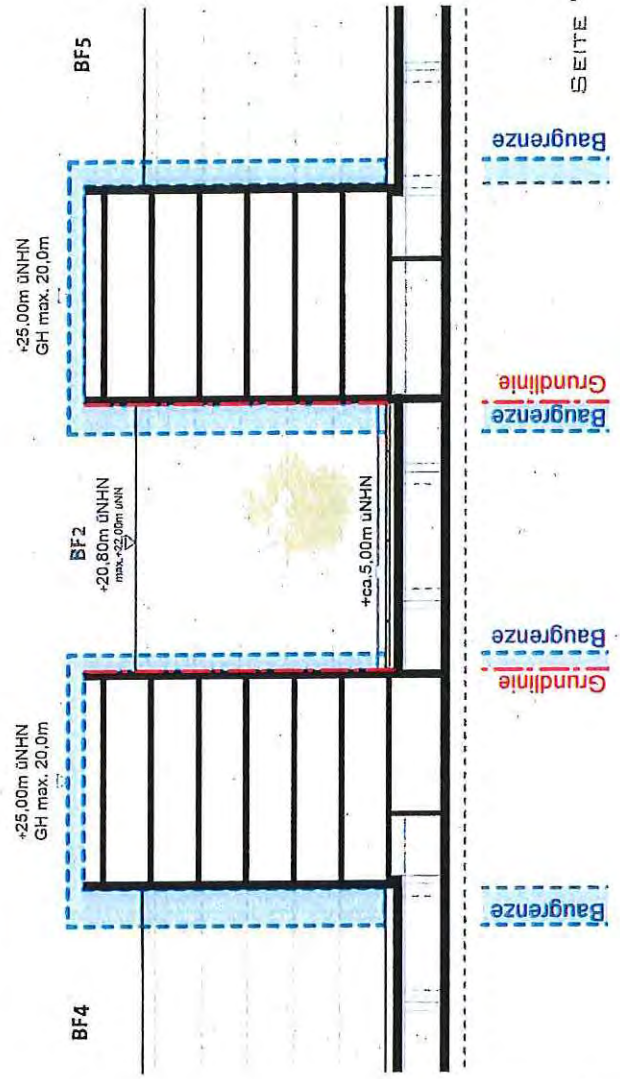 BF4
+25,00m üNHN
GH max. 20,0m
BF2
+20,80m üNHN
max.+22,00m üNN
+ca.5,00m üNHN
+25,00m üNHN
GH max. 20,0m
BF5
Baugrenze
Grundlinie
Baugrenze
Baugrenze
Grundlinie
Baugrenze
SEITE